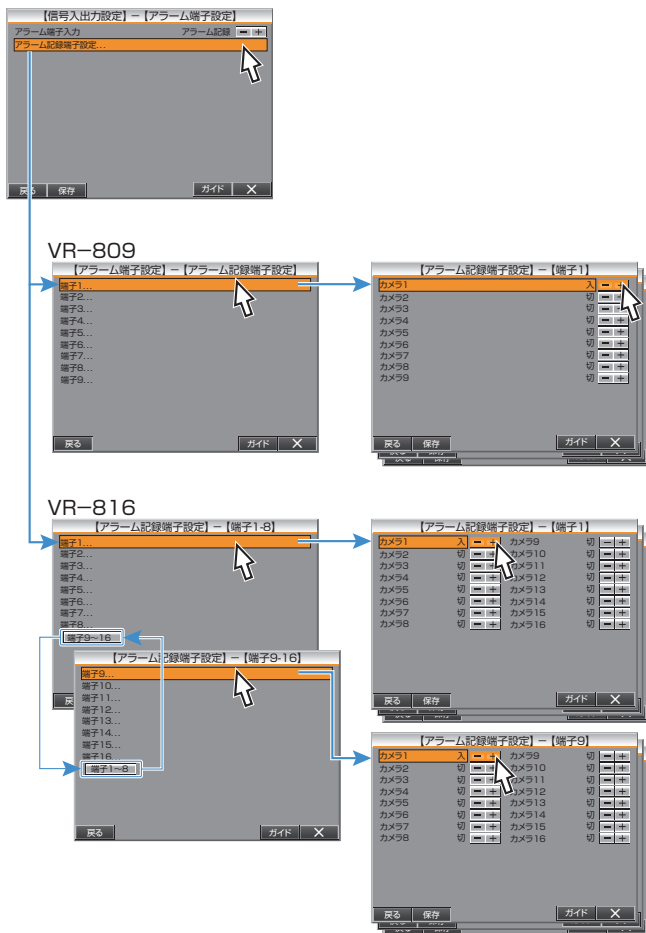 【信号入出力設定】－【アラーム端子設定】
アラーム端子入力 アラーム記録 － ＋
アラーム記録端子設定...
戻る 保存 ガイド ×
VR－809
【アラーム端子設定】－【アラーム記録端子設定】
端子1...
端子2...
端子3...
端子4...
端子5...
端子6...
端子7...
端子8...
端子9...
戻る ガイド ×
【アラーム記録端子設定】－【端子1】
カメラ1 入 － ＋
カメラ2 切 － ＋
カメラ3 切 － ＋
カメラ4 切 － ＋
カメラ5 切 － ＋
カメラ6 切 － ＋
カメラ7 切 － ＋
カメラ8 切 － ＋
カメラ9 切 － ＋
戻る 保存 ガイド ×
VR－816
【アラーム記録端子設定】－【端子1-8】
端子1...
端子2...
端子3...
端子4...
端子5...
端子6...
端子7...
端子8...
端子9～16
【アラーム記録端子設定】－【端子9-16】
端子9...
端子10...
端子11...
端子12...
端子13...
端子14...
端子15...
端子16...
端子1～8
戻る ガイド ×
【アラーム記録端子設定】－【端子1】
カメラ1 入 － ＋ カメラ9 切 － ＋
カメラ2 切 － ＋ カメラ10 切 － ＋
カメラ3 切 － ＋ カメラ11 切 － ＋
カメラ4 切 － ＋ カメラ12 切 － ＋
カメラ5 切 － ＋ カメラ13 切 － ＋
カメラ6 切 － ＋ カメラ14 切 － ＋
カメラ7 切 － ＋ カメラ15 切 － ＋
カメラ8 切 － ＋ カメラ16 切 － ＋
戻る 保存 ガイド ×
【アラーム記録端子設定】－【端子9】
カメラ1 入 － ＋ カメラ9 切 － ＋
カメラ2 切 － ＋ カメラ10 切 － ＋
カメラ3 切 － ＋ カメラ11 切 － ＋
カメラ4 切 － ＋ カメラ12 切 － ＋
カメラ5 切 － ＋ カメラ13 切 － ＋
カメラ6 切 － ＋ カメラ14 切 － ＋
カメラ7 切 － ＋ カメラ15 切 － ＋
カメラ8 切 － ＋ カメラ16 切 － ＋
戻る 保存 ガイド ×